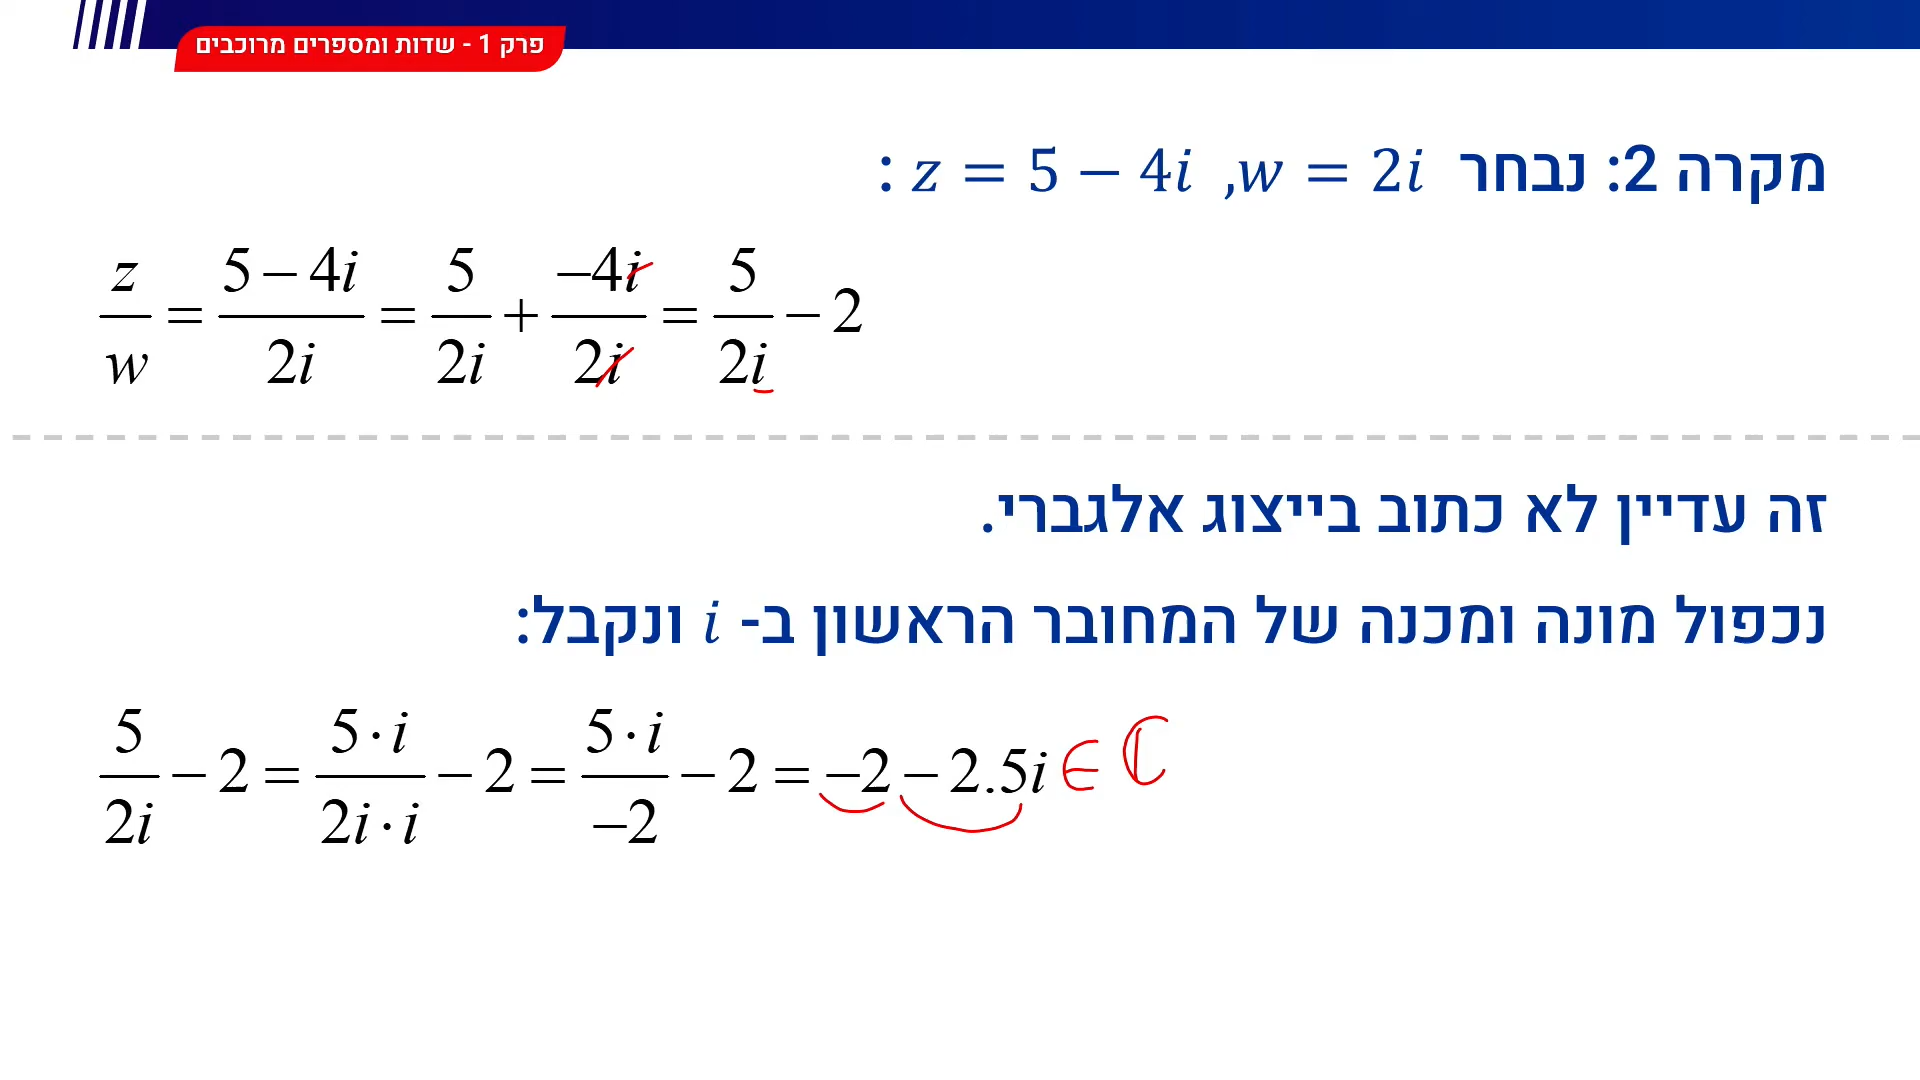 פרק 1 - שדות ומספרים מרוכבים
מקרה 2: נבחר z = 5 − 4i ,w = 2i :
z/w = (5 − 4i)/(2i) = 5/(2i) + (−4i)/(2i) = 5/(2i) − 2
זה עדיין לא כתוב בייצוג אלגברי.
נכפול מונה ומכנה של המחובר הראשון ב- i ונקבל:
5/(2i) − 2 = (5·i)/(2i·i) − 2 = (5·i)/(−2) − 2 = −2 − 2.5i ∈ ℂ